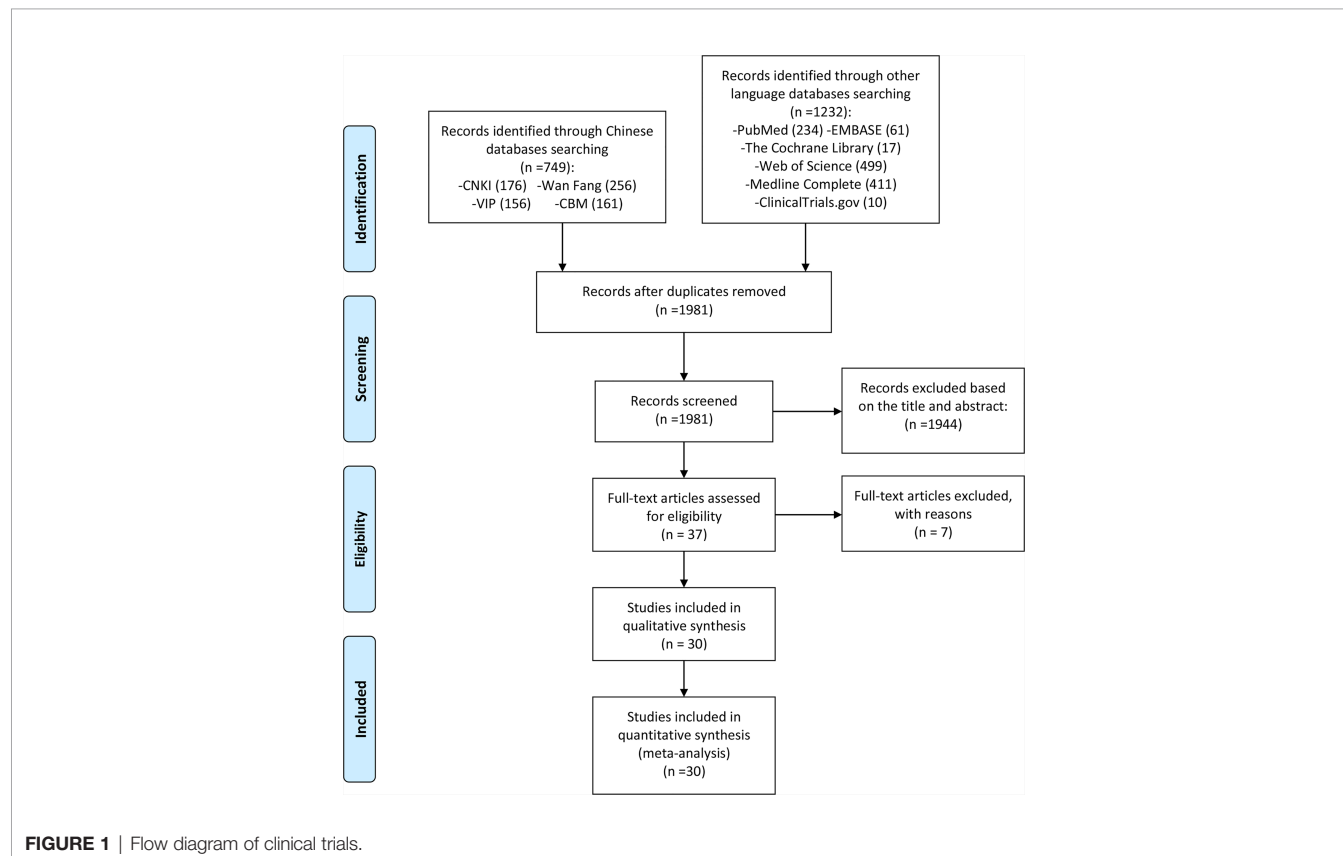 Identification
Screening
Eligibility
Included
Records identified through Chinese
databases searching
(n =749):
-CNKI (176) -Wan Fang (256)
-VIP (156) -CBM (161)
Records identified through other
language databases searching
(n =1232):
-PubMed (234) -EMBASE (61)
-The Cochrane Library (17)
-Web of Science (499)
-Medline Complete (411)
-ClinicalTrials.gov (10)
Records after duplicates removed
(n =1981)
Records screened
(n =1981)
Records excluded based
on the title and abstract:
(n =1944)
Full-text articles assessed
for eligibility
(n = 37)
Full-text articles excluded,
with reasons
(n = 7)
Studies included in
qualitative synthesis
(n = 30)
Studies included in
quantitative synthesis
(meta-analysis)
(n =30)
FIGURE 1 | Flow diagram of clinical trials.